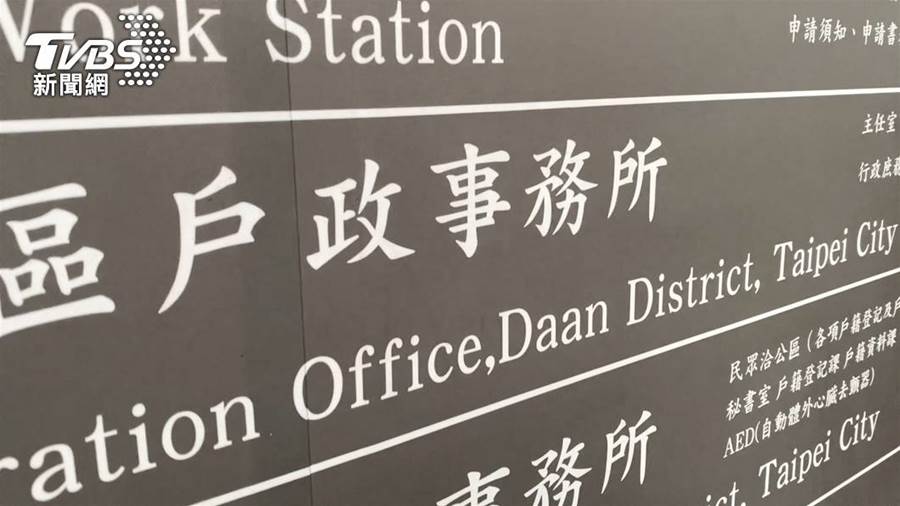 TVBS
新聞網
Work Station
申請須知、申請書
主任室
行政庶務
區戶政事務所
ration Office,Daan District, Taipei City
民眾洽公區(各項戶籍登記及戶
秘書室 戶籍登記課 戶籍資料課
AED(自動體外心臟去顫器)
事務所
ct, Taipei City